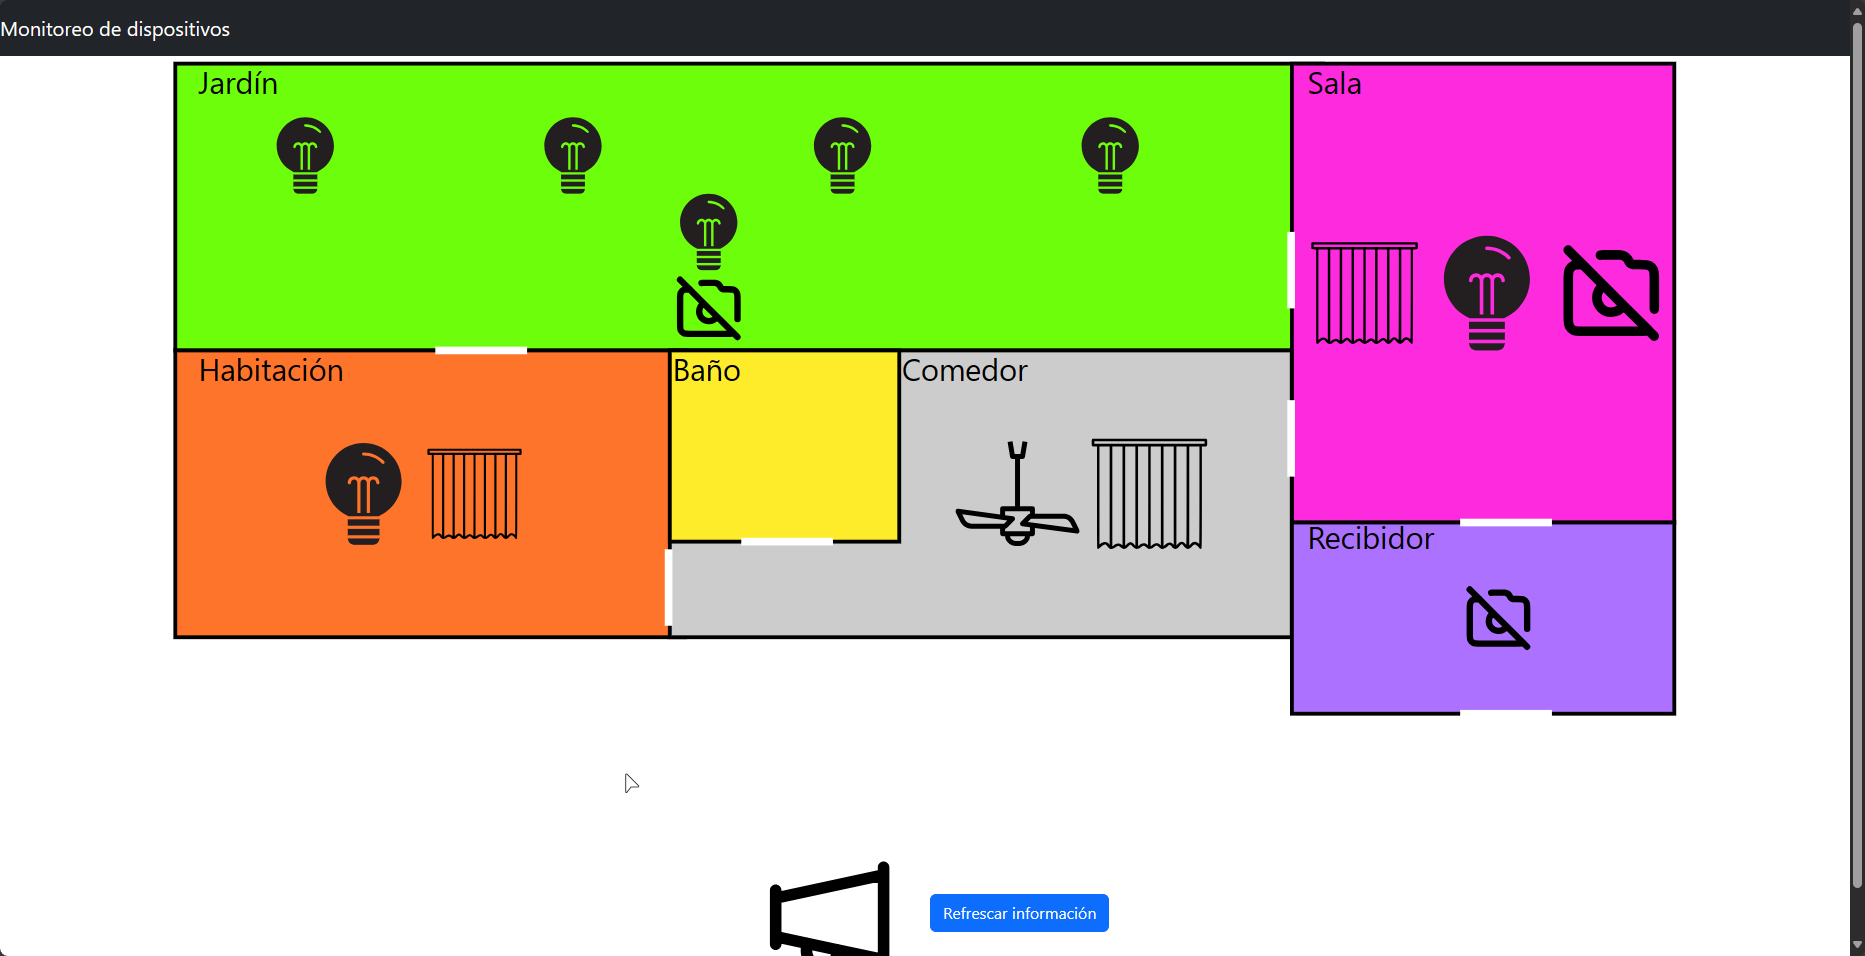 Monitoreo de dispositivos
Jardín
Sala
Habitación
Baño
Comedor
Recibidor
Refrescar información